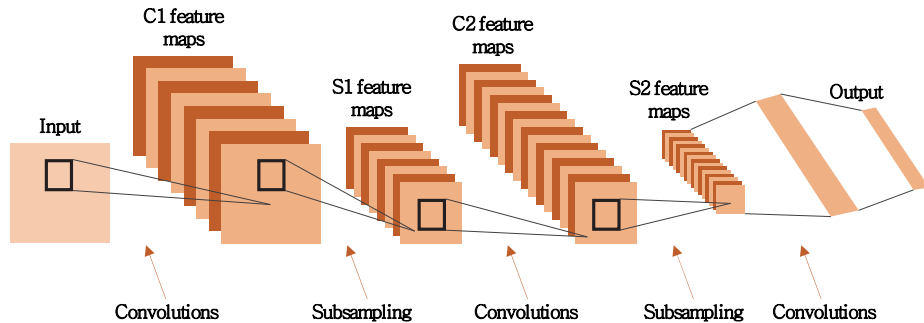 C1 feature
maps
C2 feature
maps
S1 feature
maps
S2 feature
maps
Output
Input
Convolutions
Subsampling
Convolutions
Subsampling
Convolutions